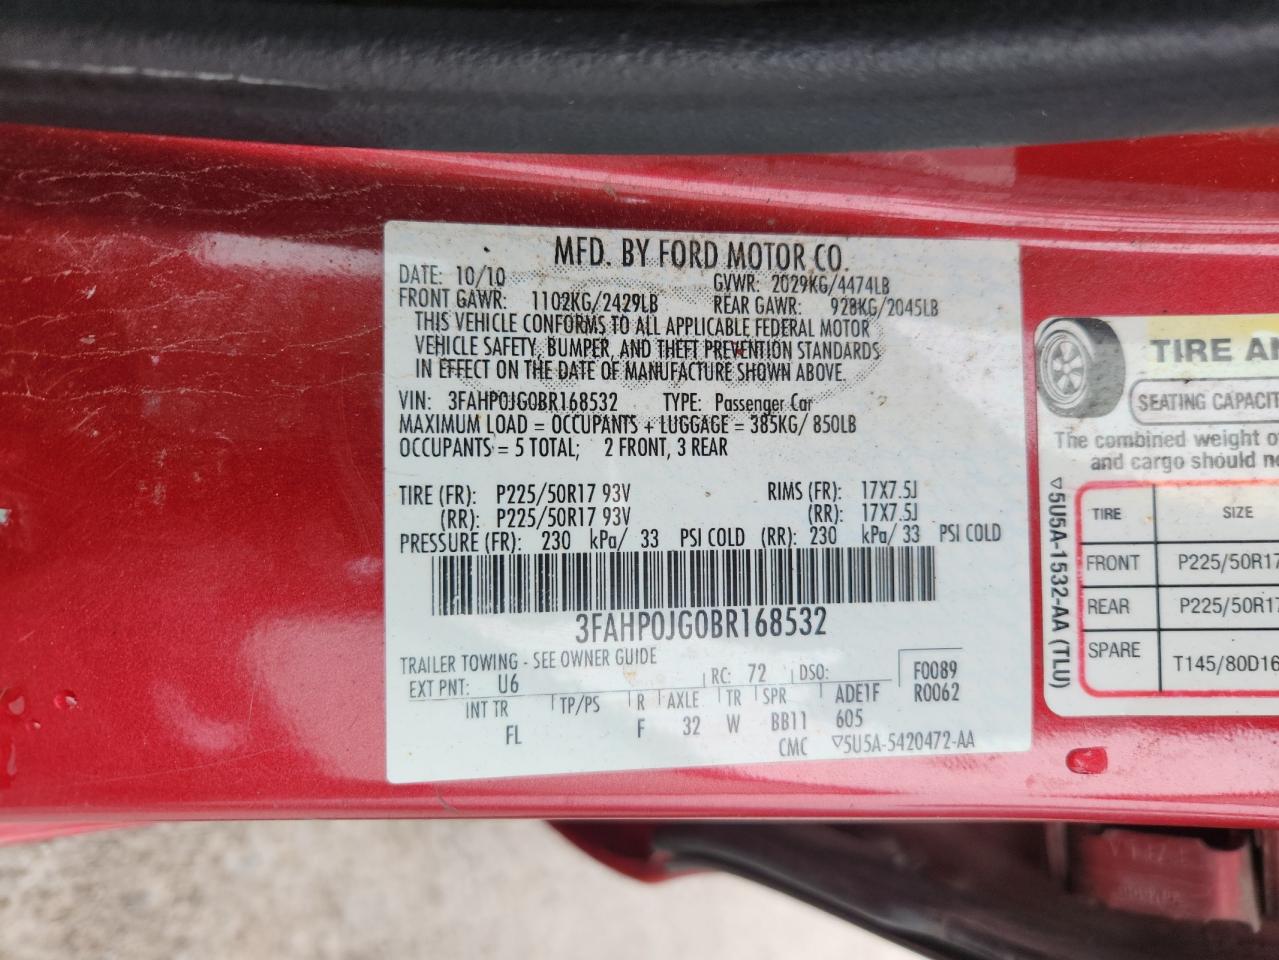 MFD. BY FORD MOTOR CO.
DATE: 10/10 GVWR: 2029KG/4474LB
FRONT GAWR: 1102KG/2429LB REAR GAWR: 928KG/2045LB
THIS VEHICLE CONFORMS TO ALL APPLICABLE FEDERAL MOTOR
VEHICLE SAFETY, BUMPER, AND THEFT PREVENTION STANDARDS
IN EFFECT ON THE DATE OF MANUFACTURE SHOWN ABOVE.
VIN: 3FAHP0JG0BR168532 TYPE: Passenger Car
MAXIMUM LOAD = OCCUPANTS + LUGGAGE = 385KG/ 850LB
OCCUPANTS = 5 TOTAL; 2 FRONT, 3 REAR
TIRE (FR): P225/50R17 93V RIMS (FR): 17X7.5J
(RR): P225/50R17 93V (RR): 17X7.5J
PRESSURE (FR): 230 kPa/ 33 PSI COLD (RR): 230 kPa/ 33 PSI COLD
3FAHP0JG0BR168532
TRAILER TOWING - SEE OWNER GUIDE
EXT PNT: U6 RC: 72 DSO: F0089
R0062
INT TR TP/PS R AXLE TR SPR ADE1F
FL F 32 W BB11 605
CMC ▽5U5A-5420472-AA
TIRE AN
SEATING CAPACIT
The combined weight o
and cargo should n
▽5U5A-1532-AA (TLU)
TIRE SIZE
FRONT P225/50R17
REAR P225/50R17
SPARE T145/80D16